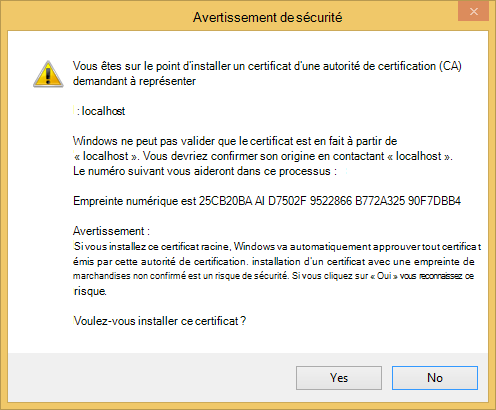 Avertissement de sécurité
Vous êtes sur le point d'installer un certificat d'une autorité de certification (CA)
demandant à représenter
: localhost
Windows ne peut pas valider que le certificat est en fait à partir de
« localhost ». Vous devriez confirmer son origine en contactant « localhost ».
Le numéro suivant vous aideront dans ce processus :
Empreinte numérique est 25CB20BA AI D7502F 9522866 B772A325 90F7DBB4
Avertissement :
Si vous installez ce certificat racine, Windows va automatiquement approuver tout certificat
émis par cette autorité de certification. installation d'un certificat avec une empreinte de
marchandises non confirmé est un risque de sécurité. Si vous cliquez sur « Oui » vous reconnaissez ce
risque.
Voulez-vous installer ce certificat ?
Yes
No